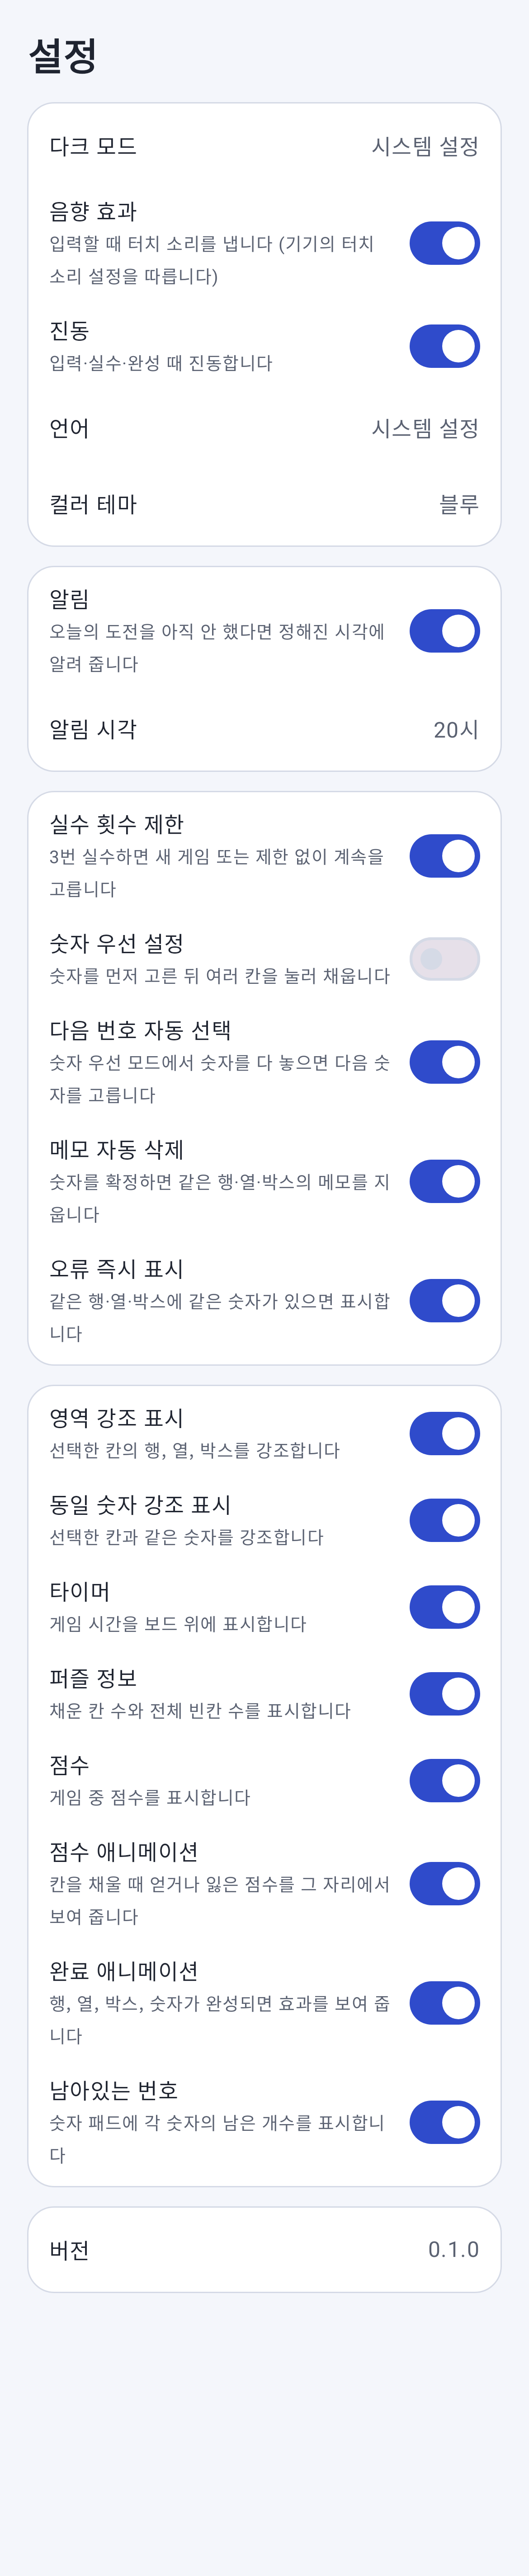 설정
다크 모드
시스템 설정
음향 효과
입력할 때 터치 소리를 냅니다 (기기의 터치
소리 설정을 따릅니다)
진동
입력·실수·완성 때 진동합니다
언어
시스템 설정
컬러 테마
블루
알림
오늘의 도전을 아직 안 했다면 정해진 시각에
알려 줍니다
알림 시각
20시
실수 횟수 제한
3번 실수하면 새 게임 또는 제한 없이 계속을
고릅니다
숫자 우선 설정
숫자를 먼저 고른 뒤 여러 칸을 눌러 채웁니다
다음 번호 자동 선택
숫자 우선 모드에서 숫자를 다 놓으면 다음 숫
자를 고릅니다
메모 자동 삭제
숫자를 확정하면 같은 행·열·박스의 메모를 지
웁니다
오류 즉시 표시
같은 행·열·박스에 같은 숫자가 있으면 표시합
니다
영역 강조 표시
선택한 칸의 행, 열, 박스를 강조합니다
동일 숫자 강조 표시
선택한 칸과 같은 숫자를 강조합니다
타이머
게임 시간을 보드 위에 표시합니다
퍼즐 정보
채운 칸 수와 전체 빈칸 수를 표시합니다
점수
게임 중 점수를 표시합니다
점수 애니메이션
칸을 채울 때 얻거나 잃은 점수를 그 자리에서
보여 줍니다
완료 애니메이션
행, 열, 박스, 숫자가 완성되면 효과를 보여 줍
니다
남아있는 번호
숫자 패드에 각 숫자의 남은 개수를 표시합니
다
버전
0.1.0